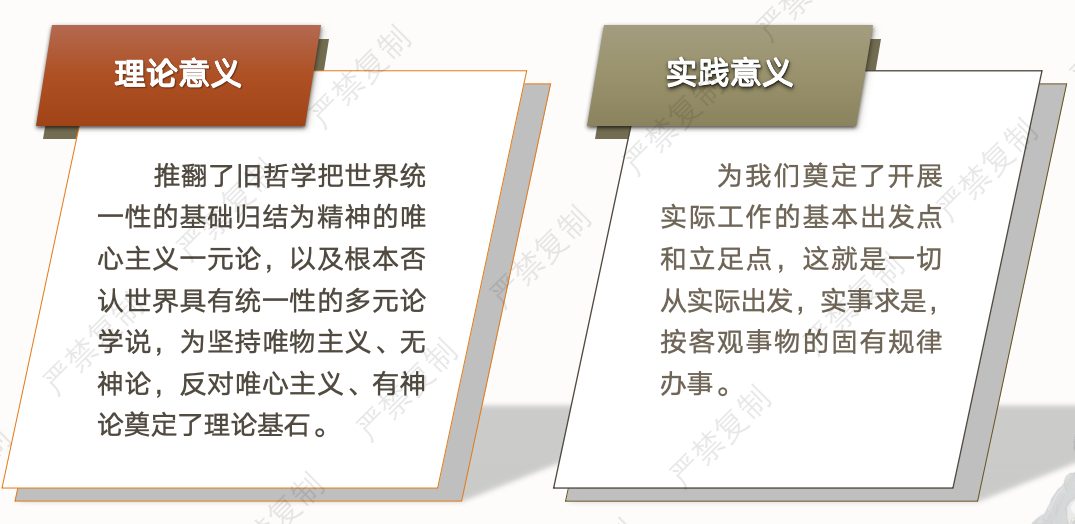 理论意义
推翻了旧哲学把世界统
一性的基础归结为精神的唯
心主义一元论，以及根本否
认世界具有统一性的多元论
学说，为坚持唯物主义、无
神论，反对唯心主义、有神
论奠定了理论基石。
实践意义
为我们奠定了开展
实际工作的基本出发点
和立足点，这就是一切
从实际出发，实事求是，
按客观事物的固有规律
办事。
严禁复制
严禁复制
严禁复制
严禁复制
严禁复制
严禁复制
严禁复制
严禁复制
严禁复制
严禁复制